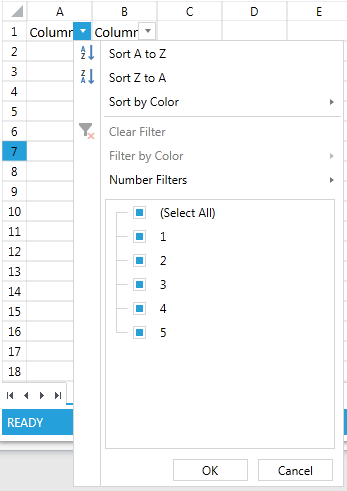 A B C D E
1 Column Column
2 Sort A to Z
3 Sort Z to A
4
5 Sort by Color
6 Clear Filter
7 Filter by Color
8 Number Filters
9
10 (Select All)
11 1
12 2
13 3
14 4
15
16 5
17
18
READY
OK Cancel